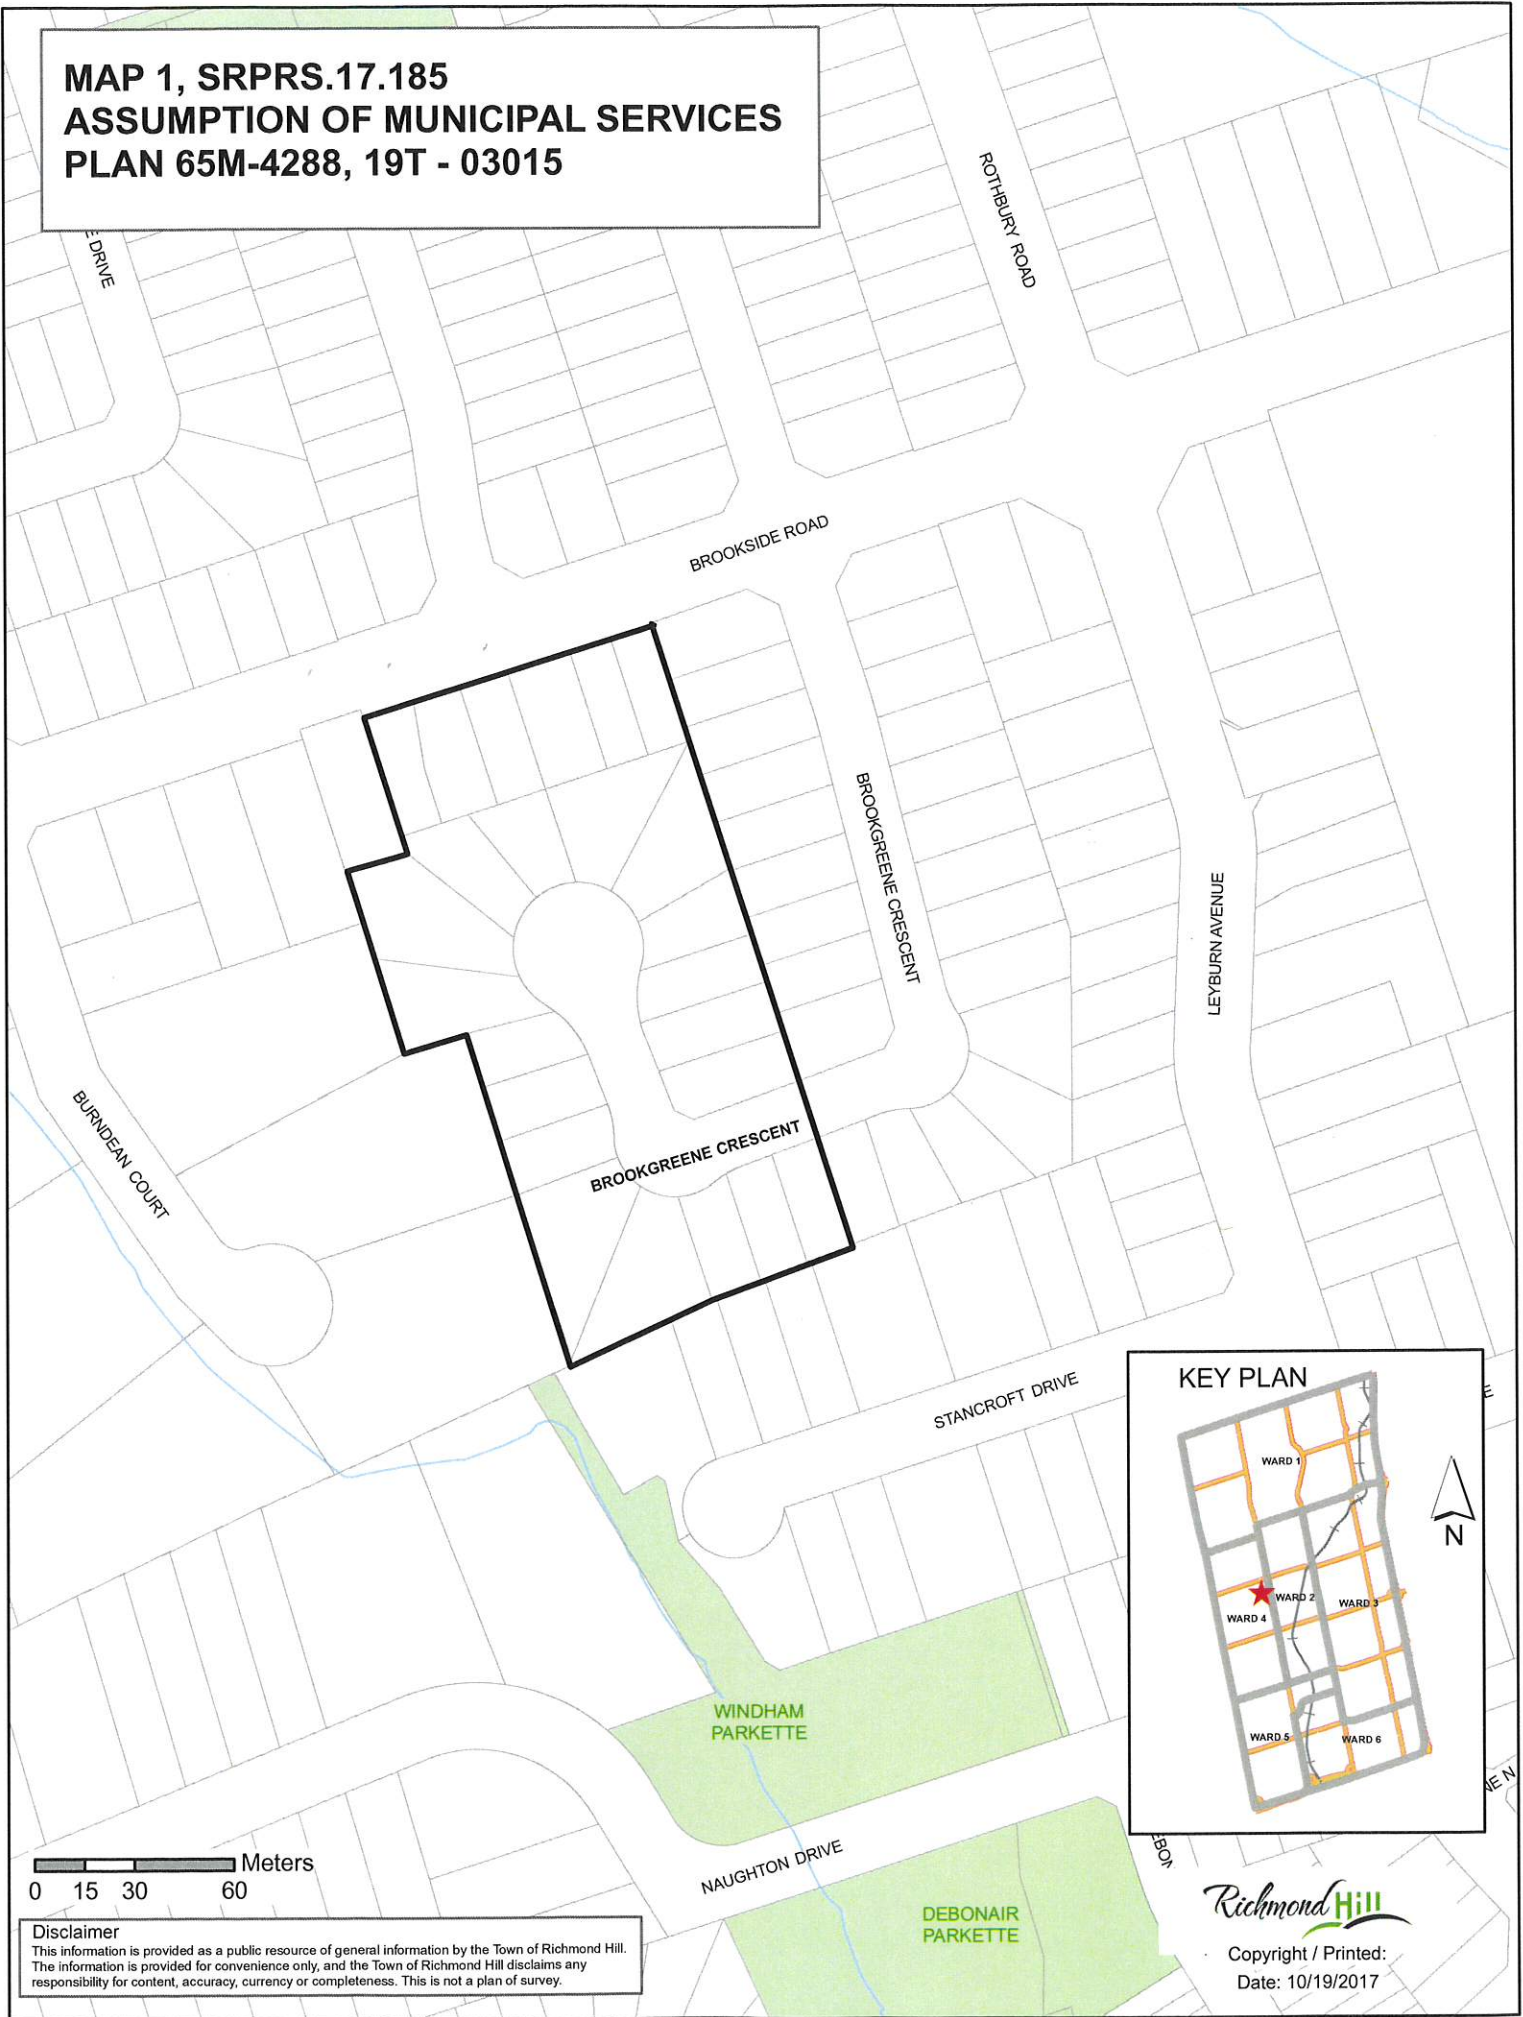 MAP 1, SRPRS.17.185
ASSUMPTION OF MUNICIPAL SERVICES
PLAN 65M-4288, 19T - 03015
E DRIVE
ROTHBURY ROAD
BROOKSIDE ROAD
BROOKGREENE CRESCENT
LEYBURN AVENUE
BURNDEAN COURT
BROOKGREENE CRESCENT
STANCROFT DRIVE
KEY PLAN
WARD 1
N
WARD 2
WARD 3
WARD 4
WARD 5
WARD 6
E
WINDHAM
PARKETTE
NE N
EBON
NAUGHTON DRIVE
DEBONAIR
PARKETTE
Meters
0 15 30 60
Disclaimer
This information is provided as a public resource of general information by the Town of Richmond Hill.
The information is provided for convenience only, and the Town of Richmond Hill disclaims any
responsibility for content, accuracy, currency or completeness. This is not a plan of survey.
Richmond Hill
Copyright / Printed:
Date: 10/19/2017